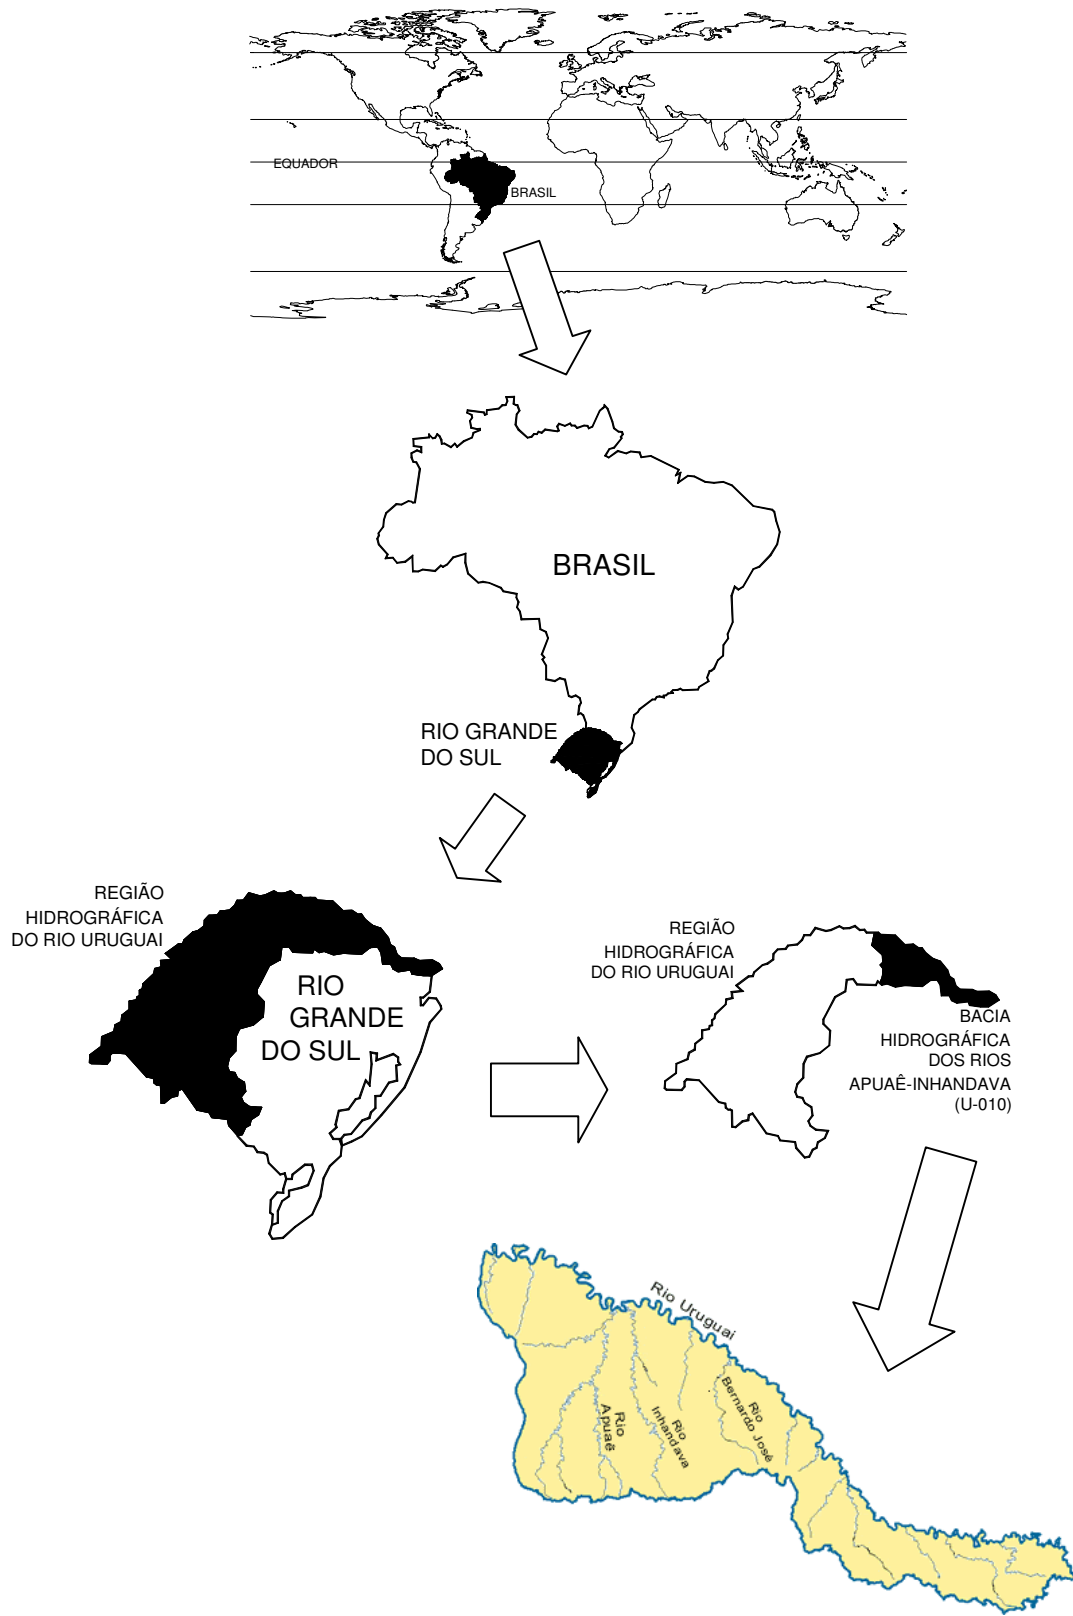 EQUADOR
BRASIL
BRASIL
RIO GRANDE
DO SUL
REGIÃO
HIDROGRÁFICA
DO RIO URUGUAI
RIO
GRANDE
DO SUL
REGIÃO
HIDROGRÁFICA
DO RIO URUGUAI
BACIA
HIDROGRÁFICA
DOS RIOS
APUAÊ-INHANDAVA
(U-010)
Rio Uruguai
Rio
Apuaê
Rio
Inhandava
Rio
Bernardo José